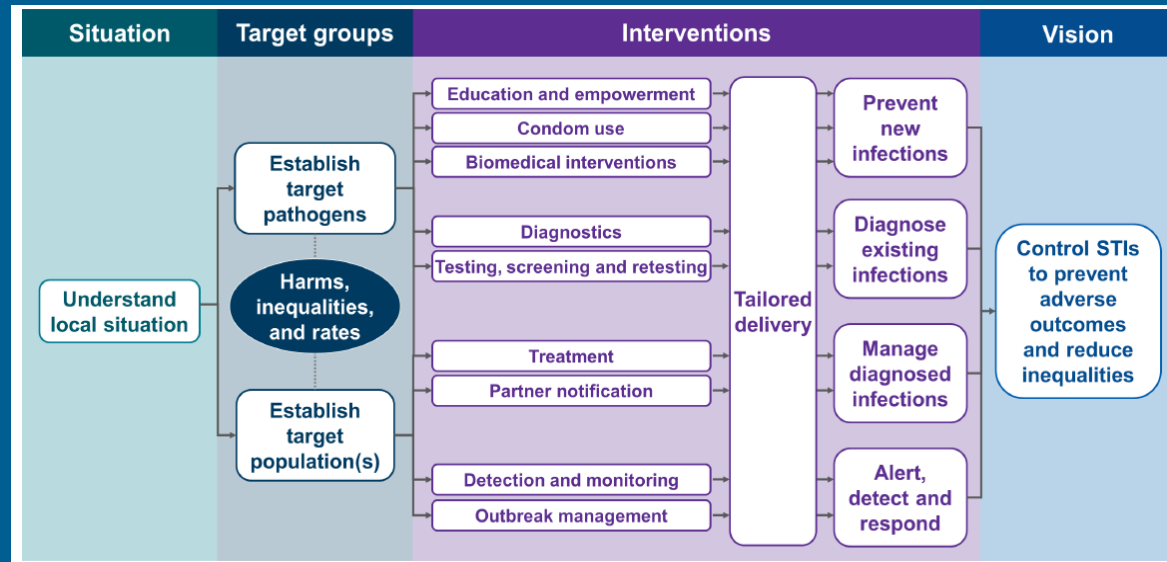 Situation
Target groups
Interventions
Vision
Understand
local situation
Establish
target
pathogens
Harms,
inequalities,
and rates
Establish
target
population(s)
Education and empowerment
Condom use
Biomedical interventions
Diagnostics
Testing, screening and retesting
Treatment
Partner notification
Detection and monitoring
Outbreak management
Tailored
delivery
Prevent
new
infections
Diagnose
existing
infections
Manage
diagnosed
infections
Alert,
detect and
respond
Control STIs
to prevent
adverse
outcomes
and reduce
inequalities